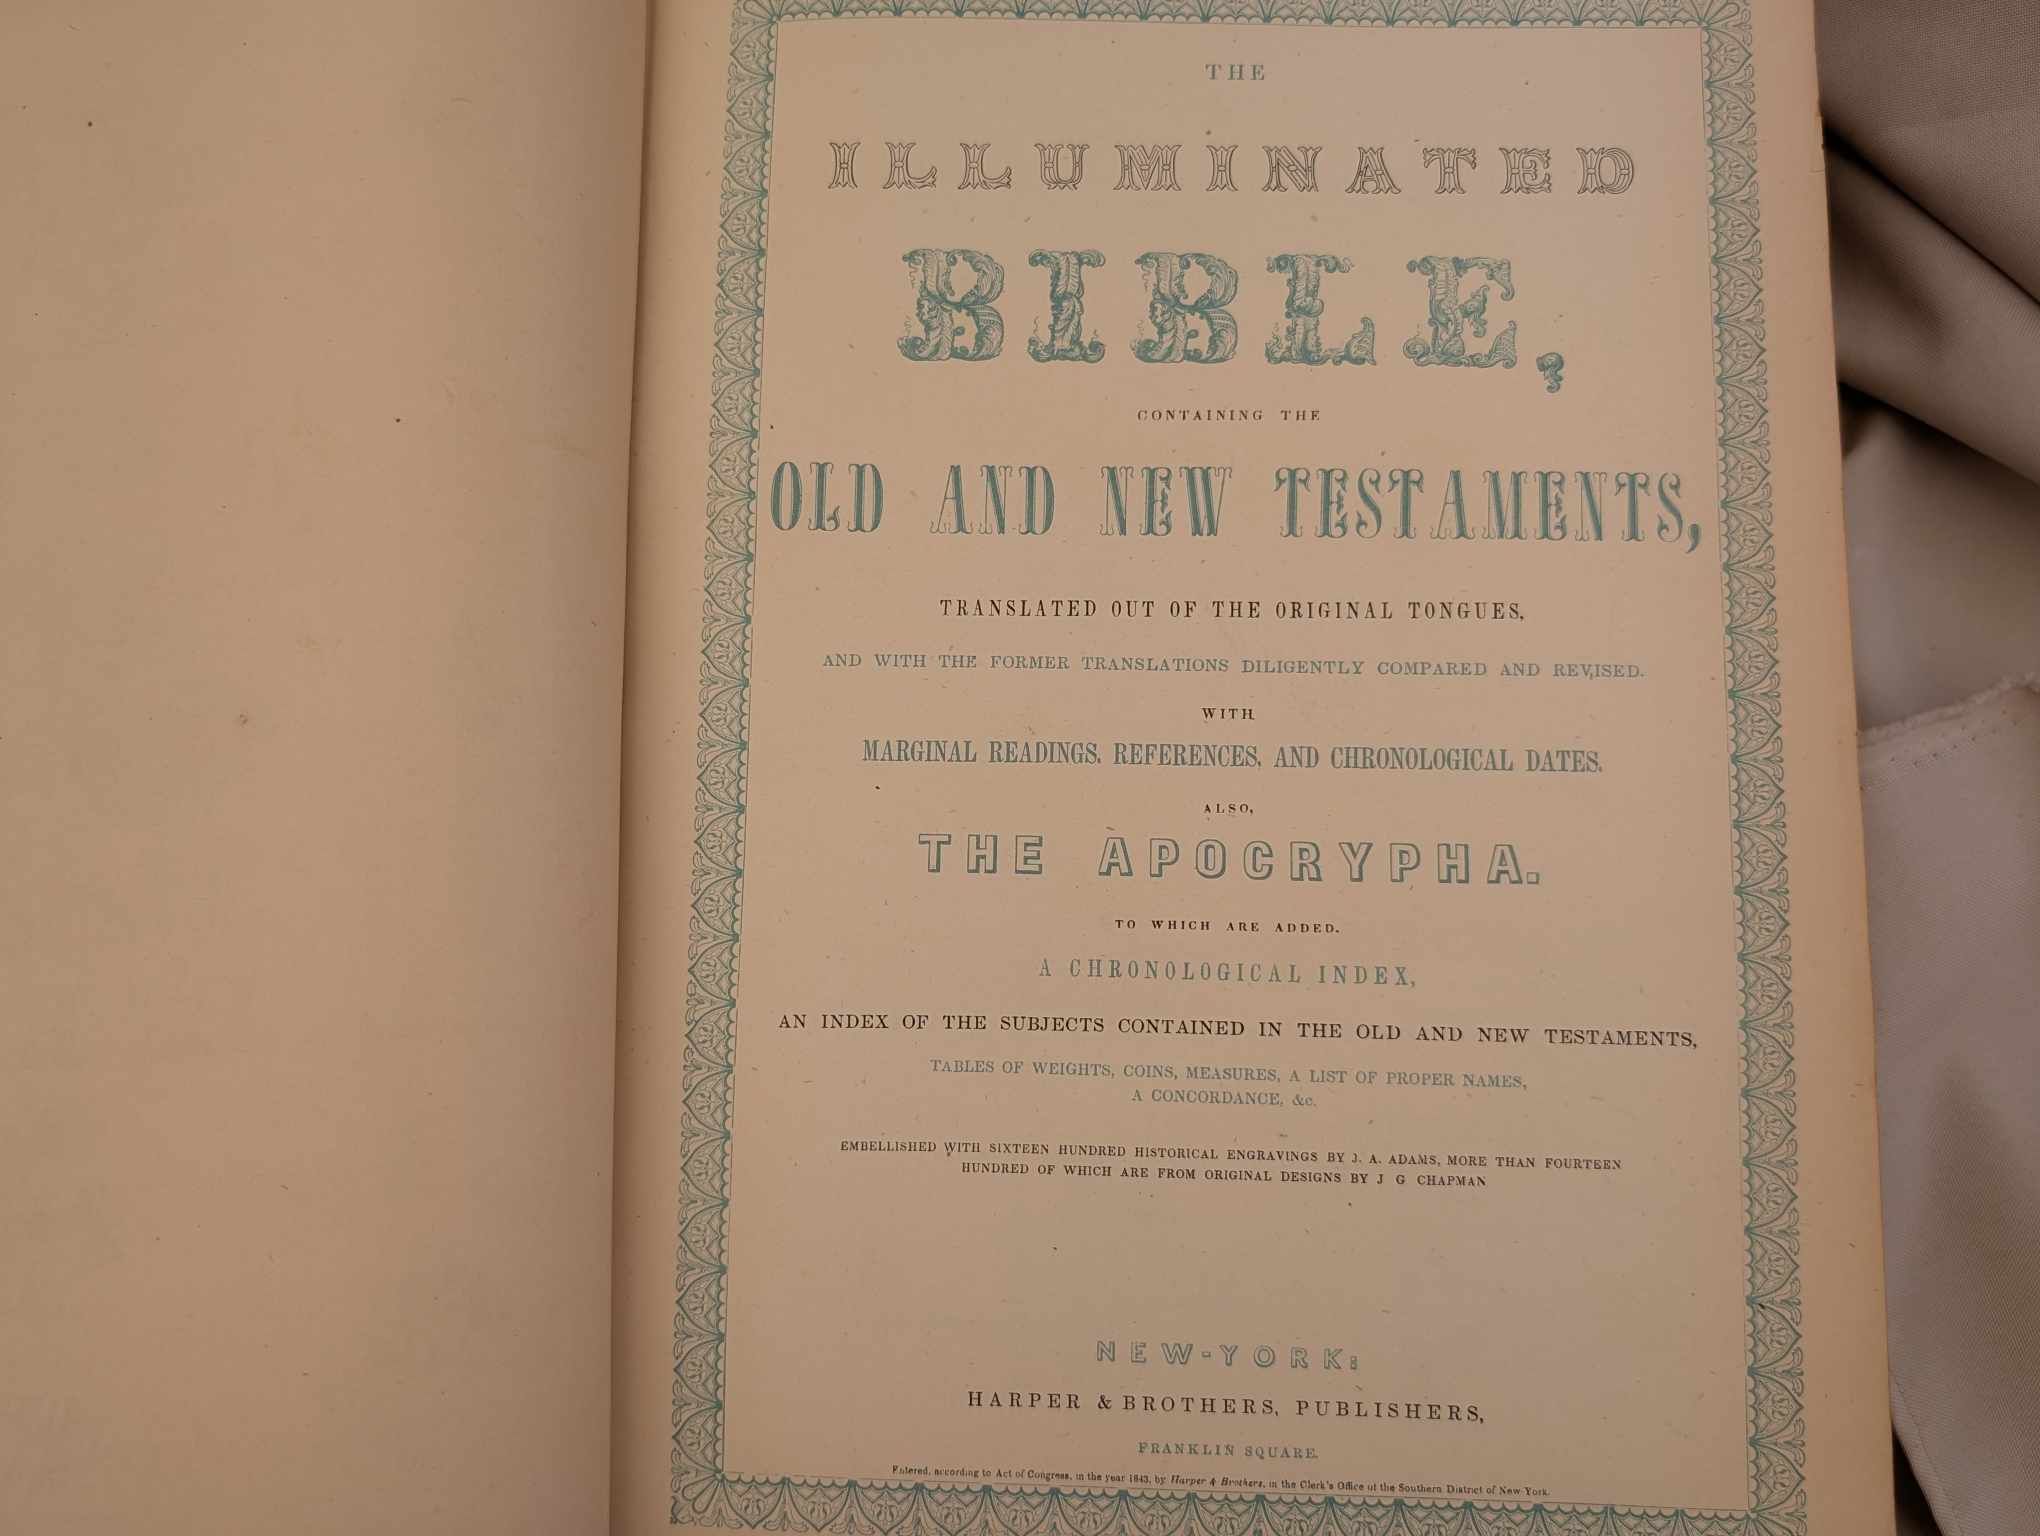 THE
ILLUMINATED
BIBLE,
CONTAINING THE
OLD AND NEW TESTAMENTS,
TRANSLATED OUT OF THE ORIGINAL TONGUES,
AND WITH THE FORMER TRANSLATIONS DILIGENTLY COMPARED AND REVISED.
WITH
MARGINAL READINGS, REFERENCES, AND CHRONOLOGICAL DATES.
ALSO,
THE APOCRYPHA.
TO WHICH ARE ADDED.
A CHRONOLOGICAL INDEX,
AN INDEX OF THE SUBJECTS CONTAINED IN THE OLD AND NEW TESTAMENTS,
TABLES OF WEIGHTS, COINS, MEASURES, A LIST OF PROPER NAMES,
A CONCORDANCE, &c.
EMBELLISHED WITH SIXTEEN HUNDRED HISTORICAL ENGRAVINGS BY J. A. ADAMS, MORE THAN FOURTEEN
HUNDRED OF WHICH ARE FROM ORIGINAL DESIGNS BY J G CHAPMAN
NEW-YORK:
HARPER & BROTHERS, PUBLISHERS,
FRANKLIN SQUARE.
Entered, according to Act of Congress, in the year 1843, by Harper & Brothers, in the Clerk's Office of the Southern District of New-York.